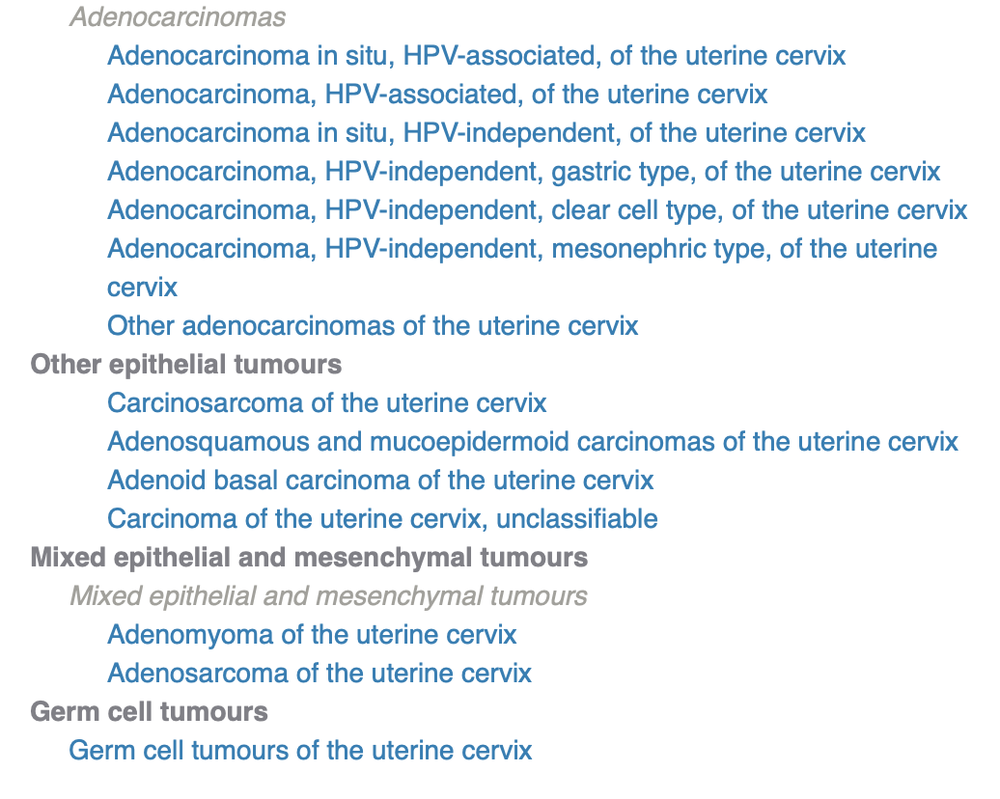 Adenocarcinomas
Adenocarcinoma in situ, HPV-associated, of the uterine cervix
Adenocarcinoma, HPV-associated, of the uterine cervix
Adenocarcinoma in situ, HPV-independent, of the uterine cervix
Adenocarcinoma, HPV-independent, gastric type, of the uterine cervix
Adenocarcinoma, HPV-independent, clear cell type, of the uterine cervix
Adenocarcinoma, HPV-independent, mesonephric type, of the uterine
cervix
Other adenocarcinomas of the uterine cervix
Other epithelial tumours
Carcinosarcoma of the uterine cervix
Adenosquamous and mucoepidermoid carcinomas of the uterine cervix
Adenoid basal carcinoma of the uterine cervix
Carcinoma of the uterine cervix, unclassifiable
Mixed epithelial and mesenchymal tumours
Mixed epithelial and mesenchymal tumours
Adenomyoma of the uterine cervix
Adenosarcoma of the uterine cervix
Germ cell tumours
Germ cell tumours of the uterine cervix